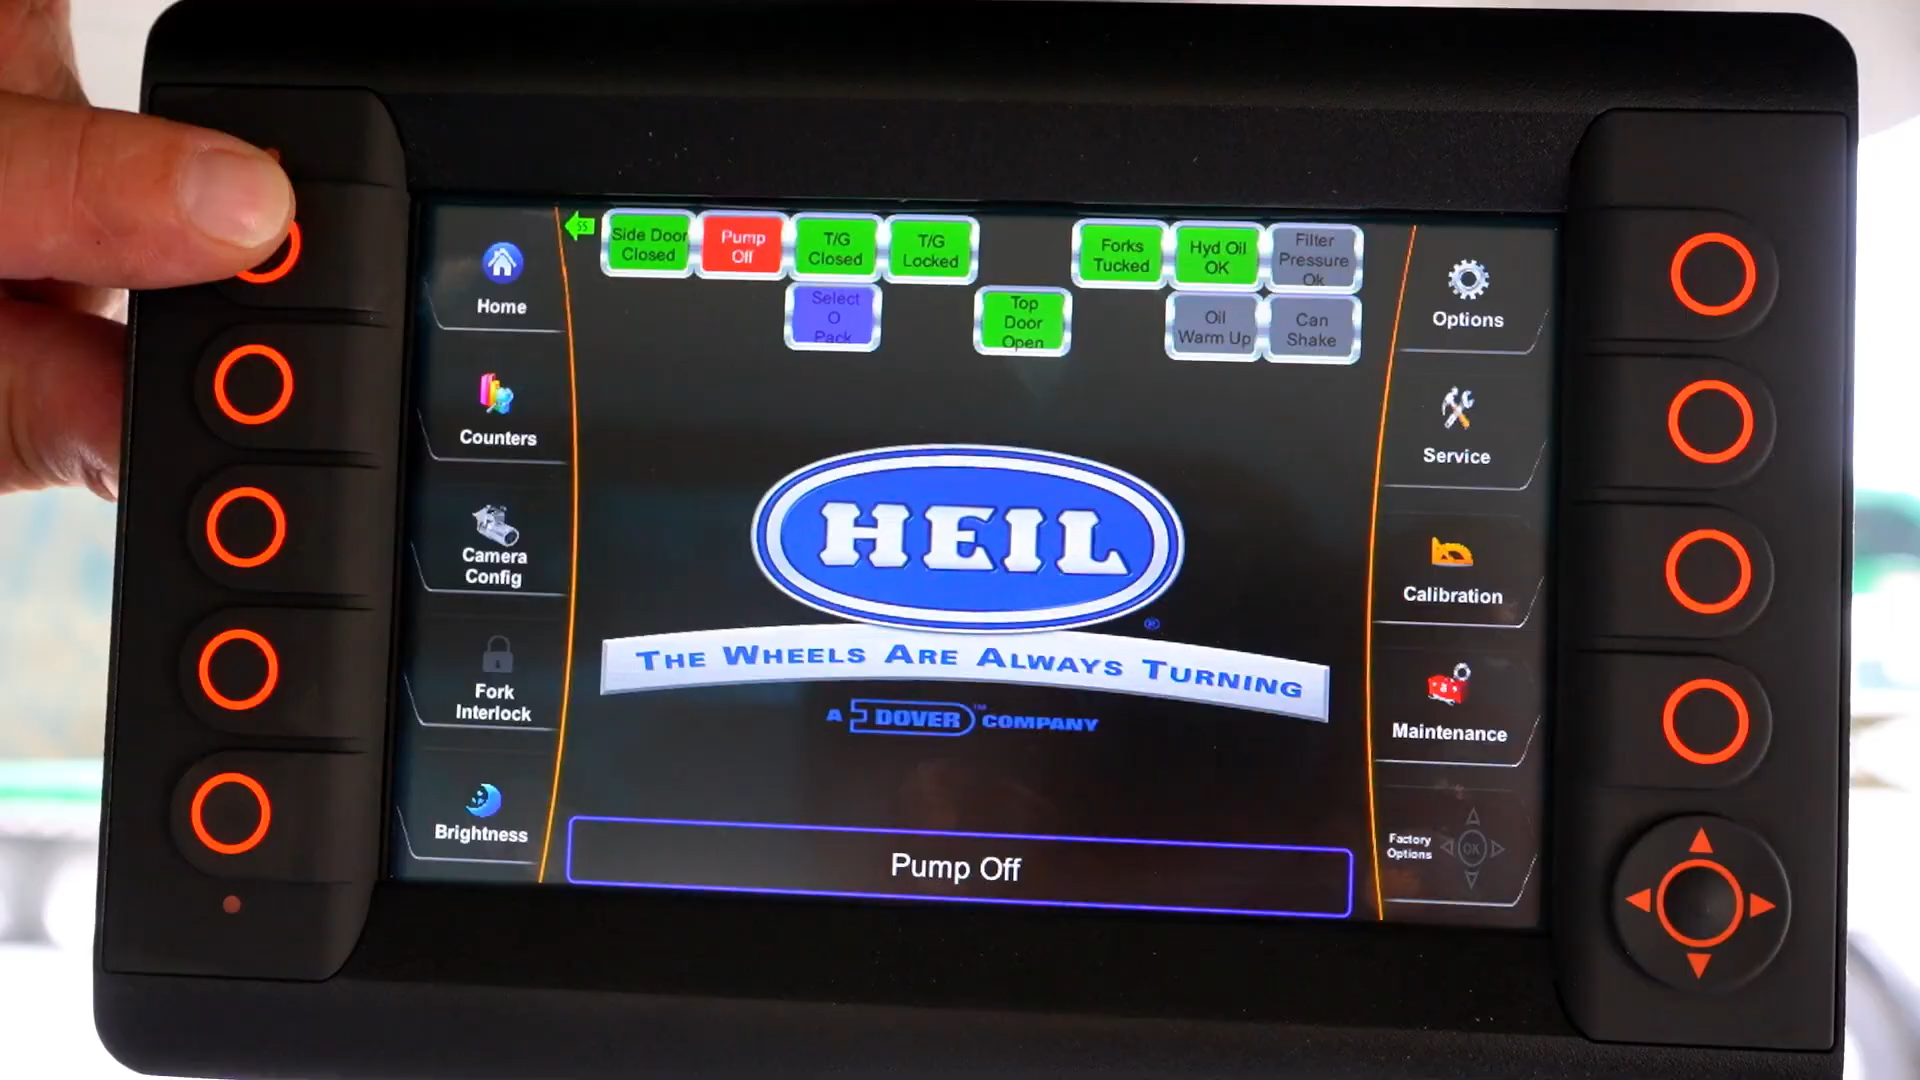 SS
Side Door
Closed
Pump
Off
T/G
Closed
T/G
Locked
Forks
Tucked
Hyd Oil
OK
Filter
Pressure
Ok
Select
O
Pack
Top
Door
Open
Oil
Warm Up
Can
Shake
Home
Counters
Camera
Config
Fork
Interlock
Brightness
HEIL
®
THE WHEELS ARE ALWAYS TURNING
A DOVER™ COMPANY
Options
Service
Calibration
Maintenance
Factory
Options
OK
Pump Off